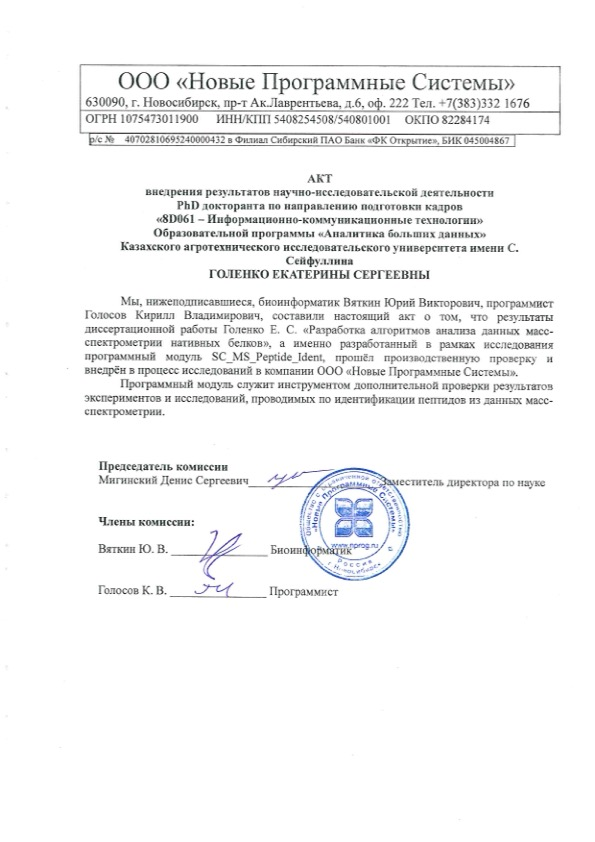 ООО «Новые Программные Системы»
630090, г. Новосибирск, пр-т Ак.Лаврентьева, д.6, оф. 222 Тел. +7(383)332 1676
ОГРН 1075473011900 ИНН/КПП 5408254508/540801001 ОКПО 82284174
р/с № 40702810695240000432 в Филиал Сибирский ПАО Банк «ФК Открытие», БИК 045004867
АКТ
внедрения результатов научно-исследовательской деятельности
PhD докторанта по направлению подготовки кадров
«8D061 – Информационно-коммуникационные технологии»
Образовательной программы «Аналитика больших данных»
Казахского агротехнического исследовательского университета имени С.
Сейфуллина
ГОЛЕНКО ЕКАТЕРИНЫ СЕРГЕЕВНЫ
Мы, нижеподписавшиеся, биоинформатик Вяткин Юрий Викторович, программист
Голосов Кирилл Владимирович, составили настоящий акт о том, что результаты
диссертационной работы Голенко Е. С. «Разработка алгоритмов анализа данных масс-
спектрометрии нативных белков», а именно разработанный в рамках исследования
программный модуль SC_MS_Peptide_Ident, прошёл производственную проверку и
внедрён в процесс исследований в компании ООО «Новые Программные Системы».
Программный модуль служит инструментом дополнительной проверки результатов
экспериментов и исследований, проводимых по идентификации пептидов из данных масс-
спектрометрии.
Председатель комиссии
Мигинский Денис Сергеевич Заместитель директора по науке
Члены комиссии:
Вяткин Ю. В. Биоинформатик
Голосов К. В. Программист
Общество с ограниченной ответственностью
«Новые Программные Системы»
www.nprog.ru
Россия
г. Новосибирск